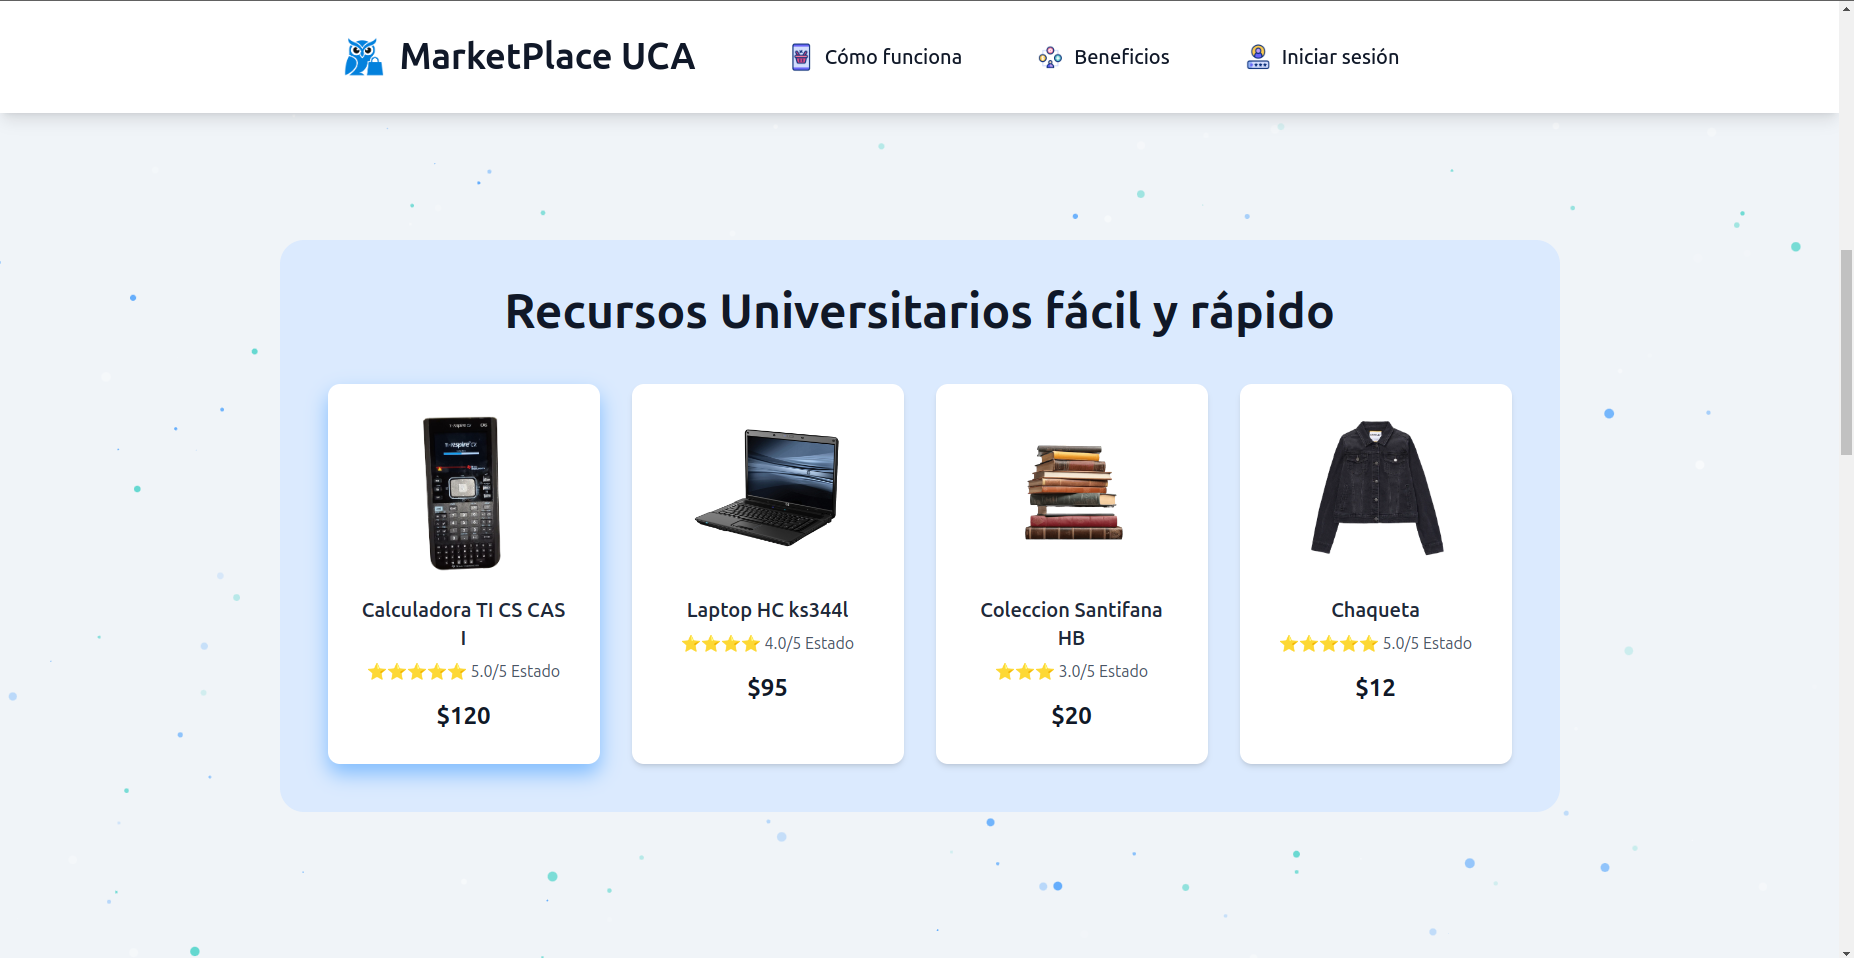 MarketPlace UCA
Cómo funciona
Beneficios
Iniciar sesión
Recursos Universitarios fácil y rápido
Calculadora TI CS CAS
I
5.0/5 Estado
$120
Laptop HC ks344l
4.0/5 Estado
$95
Coleccion Santifana
HB
3.0/5 Estado
$20
Chaqueta
5.0/5 Estado
$12